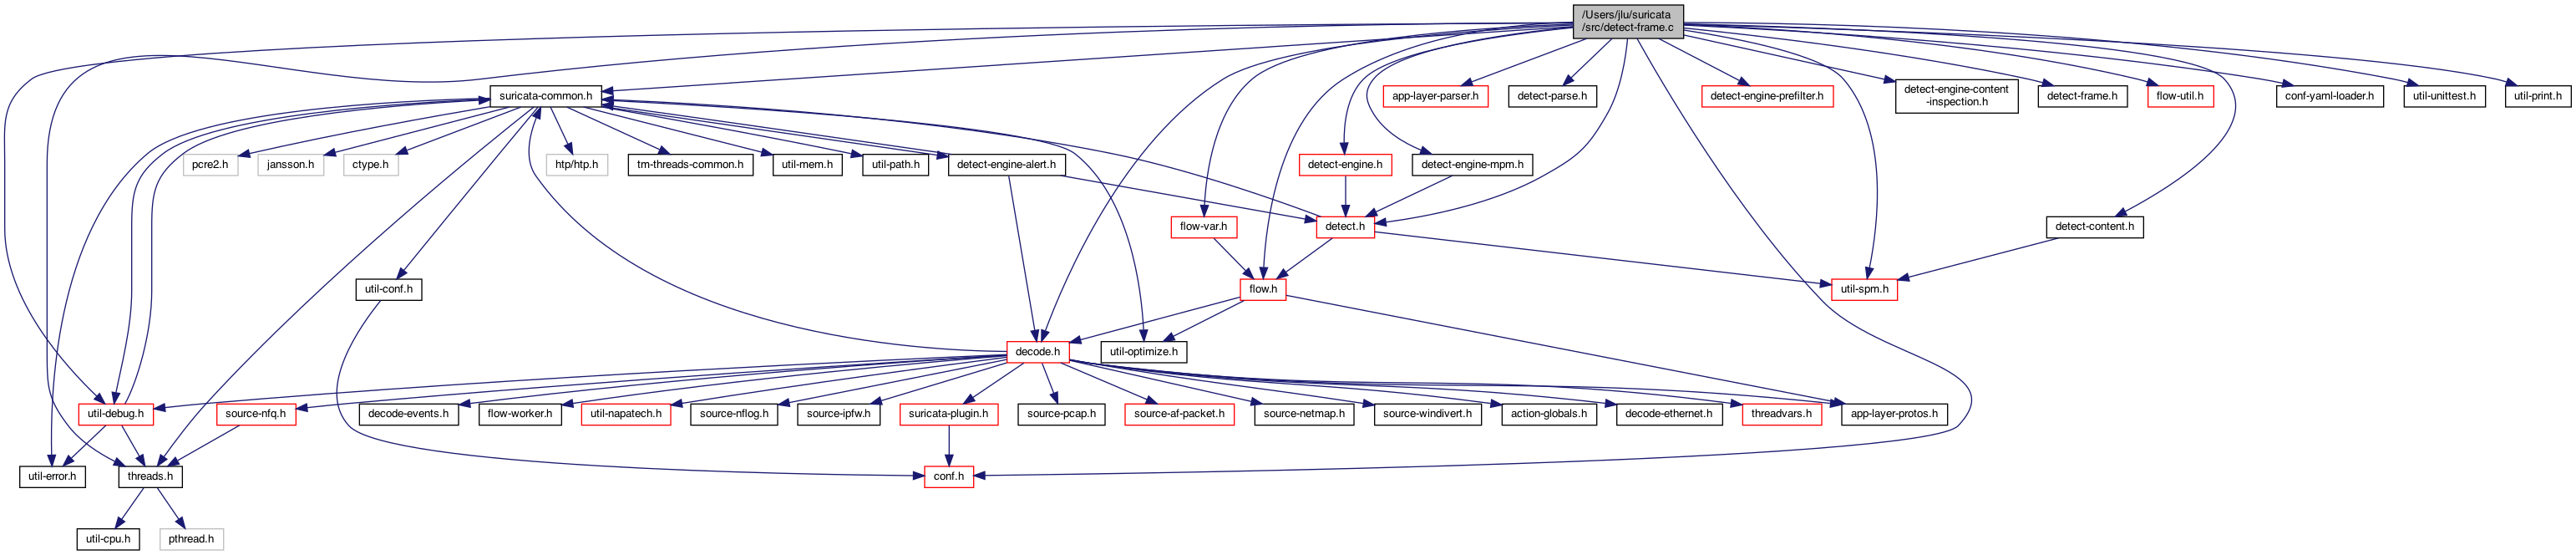 /Users/jlu/suricata
/src/detect-frame.c
suricata-common.h
app-layer-parser.h
detect-parse.h
detect-engine-prefilter.h
detect-engine-content
-inspection.h
detect-frame.h
flow-util.h
conf-yaml-loader.h
util-unittest.h
util-print.h
pcre2.h
jansson.h
ctype.h
htp/htp.h
tm-threads-common.h
util-mem.h
util-path.h
detect-engine-alert.h
detect-engine.h
detect-engine-mpm.h
flow-var.h
detect.h
detect-content.h
util-conf.h
flow.h
util-spm.h
decode.h
util-optimize.h
util-debug.h
source-nfq.h
decode-events.h
flow-worker.h
util-napatech.h
source-nflog.h
source-ipfw.h
suricata-plugin.h
source-pcap.h
source-af-packet.h
source-netmap.h
source-windivert.h
action-globals.h
decode-ethernet.h
threadvars.h
app-layer-protos.h
util-error.h
threads.h
conf.h
util-cpu.h
pthread.h